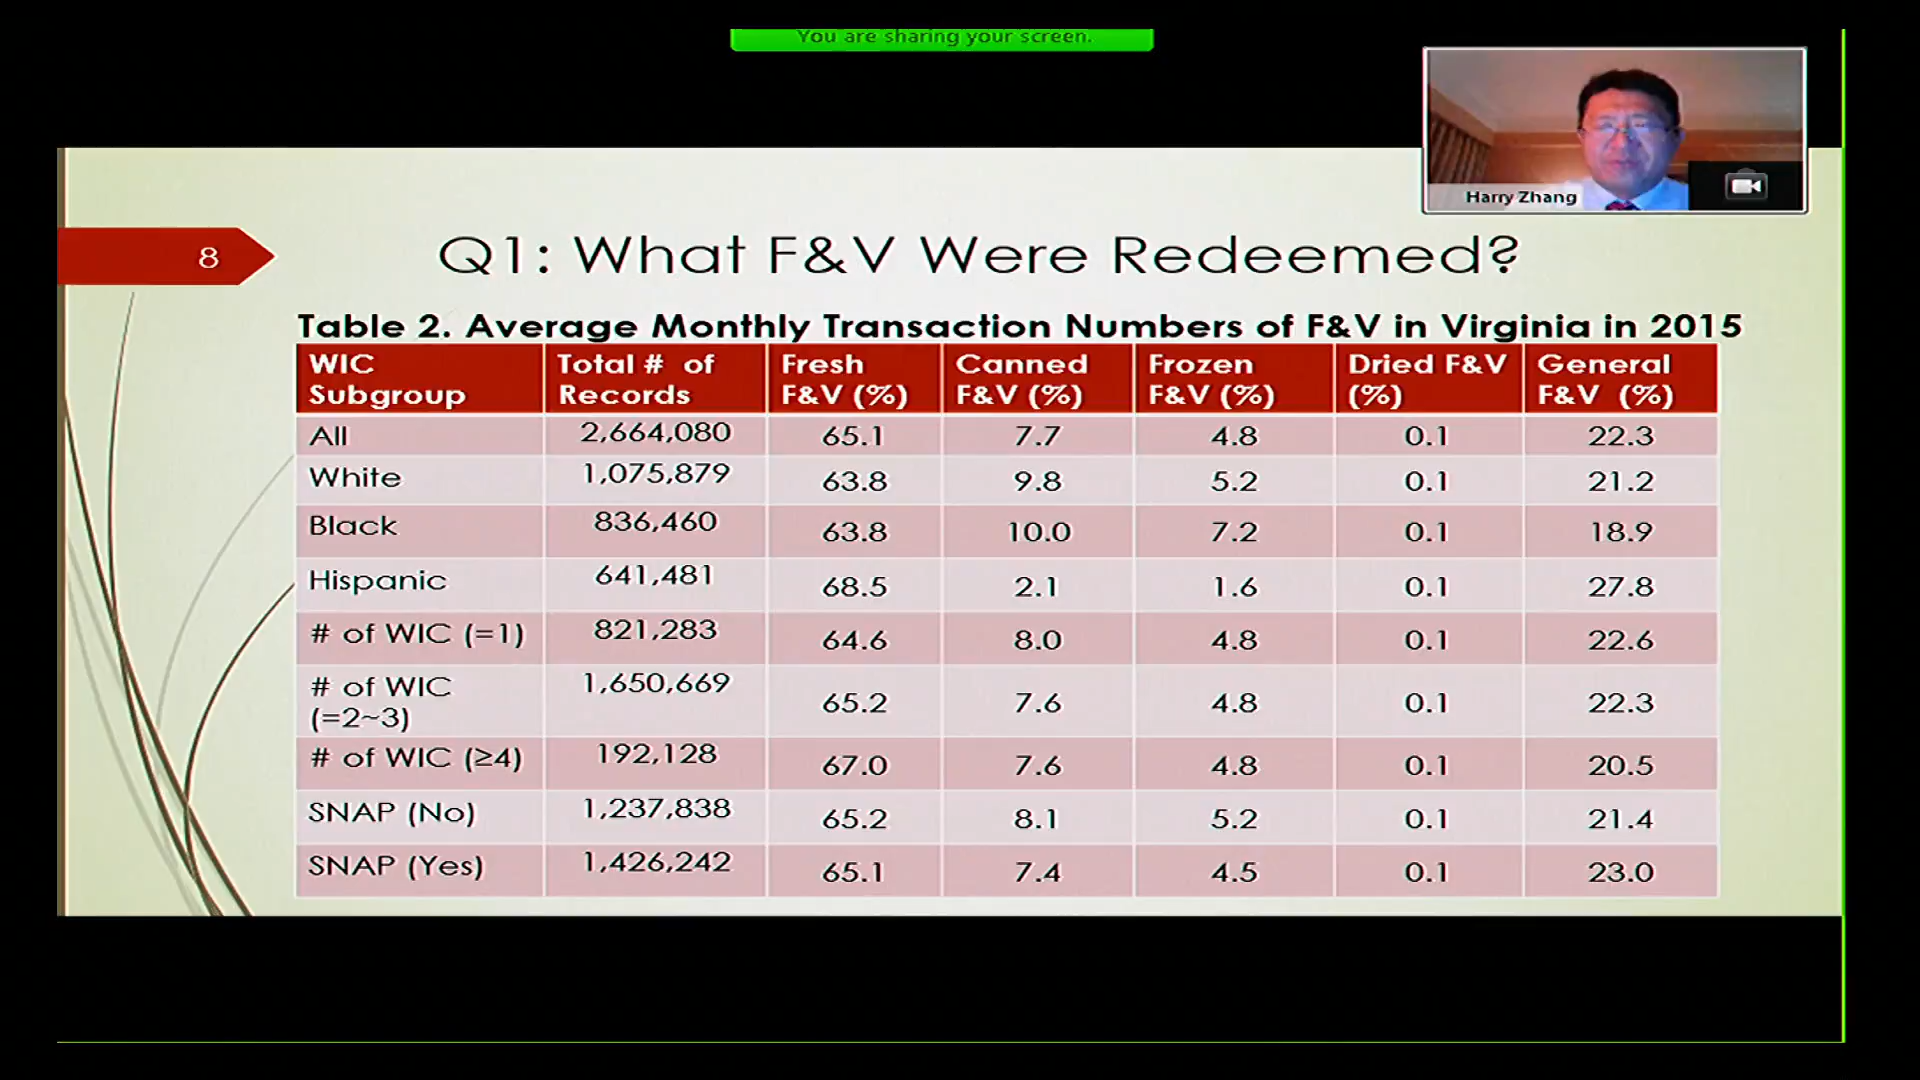 You are sharing your screen.
Harry Zhang
8
Q1: What F&V Were Redeemed?
Table 2. Average Monthly Transaction Numbers of F&V in Virginia in 2015
WIC Subgroup Total # of Records Fresh F&V (%) Canned F&V (%) Frozen F&V (%) Dried F&V (%) General F&V (%)
All 2,664,080 65.1 7.7 4.8 0.1 22.3
White 1,075,879 63.8 9.8 5.2 0.1 21.2
Black 836,460 63.8 10.0 7.2 0.1 18.9
Hispanic 641,481 68.5 2.1 1.6 0.1 27.8
# of WIC (=1) 821,283 64.6 8.0 4.8 0.1 22.6
# of WIC (=2~3) 1,650,669 65.2 7.6 4.8 0.1 22.3
# of WIC (≥4) 192,128 67.0 7.6 4.8 0.1 20.5
SNAP (No) 1,237,838 65.2 8.1 5.2 0.1 21.4
SNAP (Yes) 1,426,242 65.1 7.4 4.5 0.1 23.0